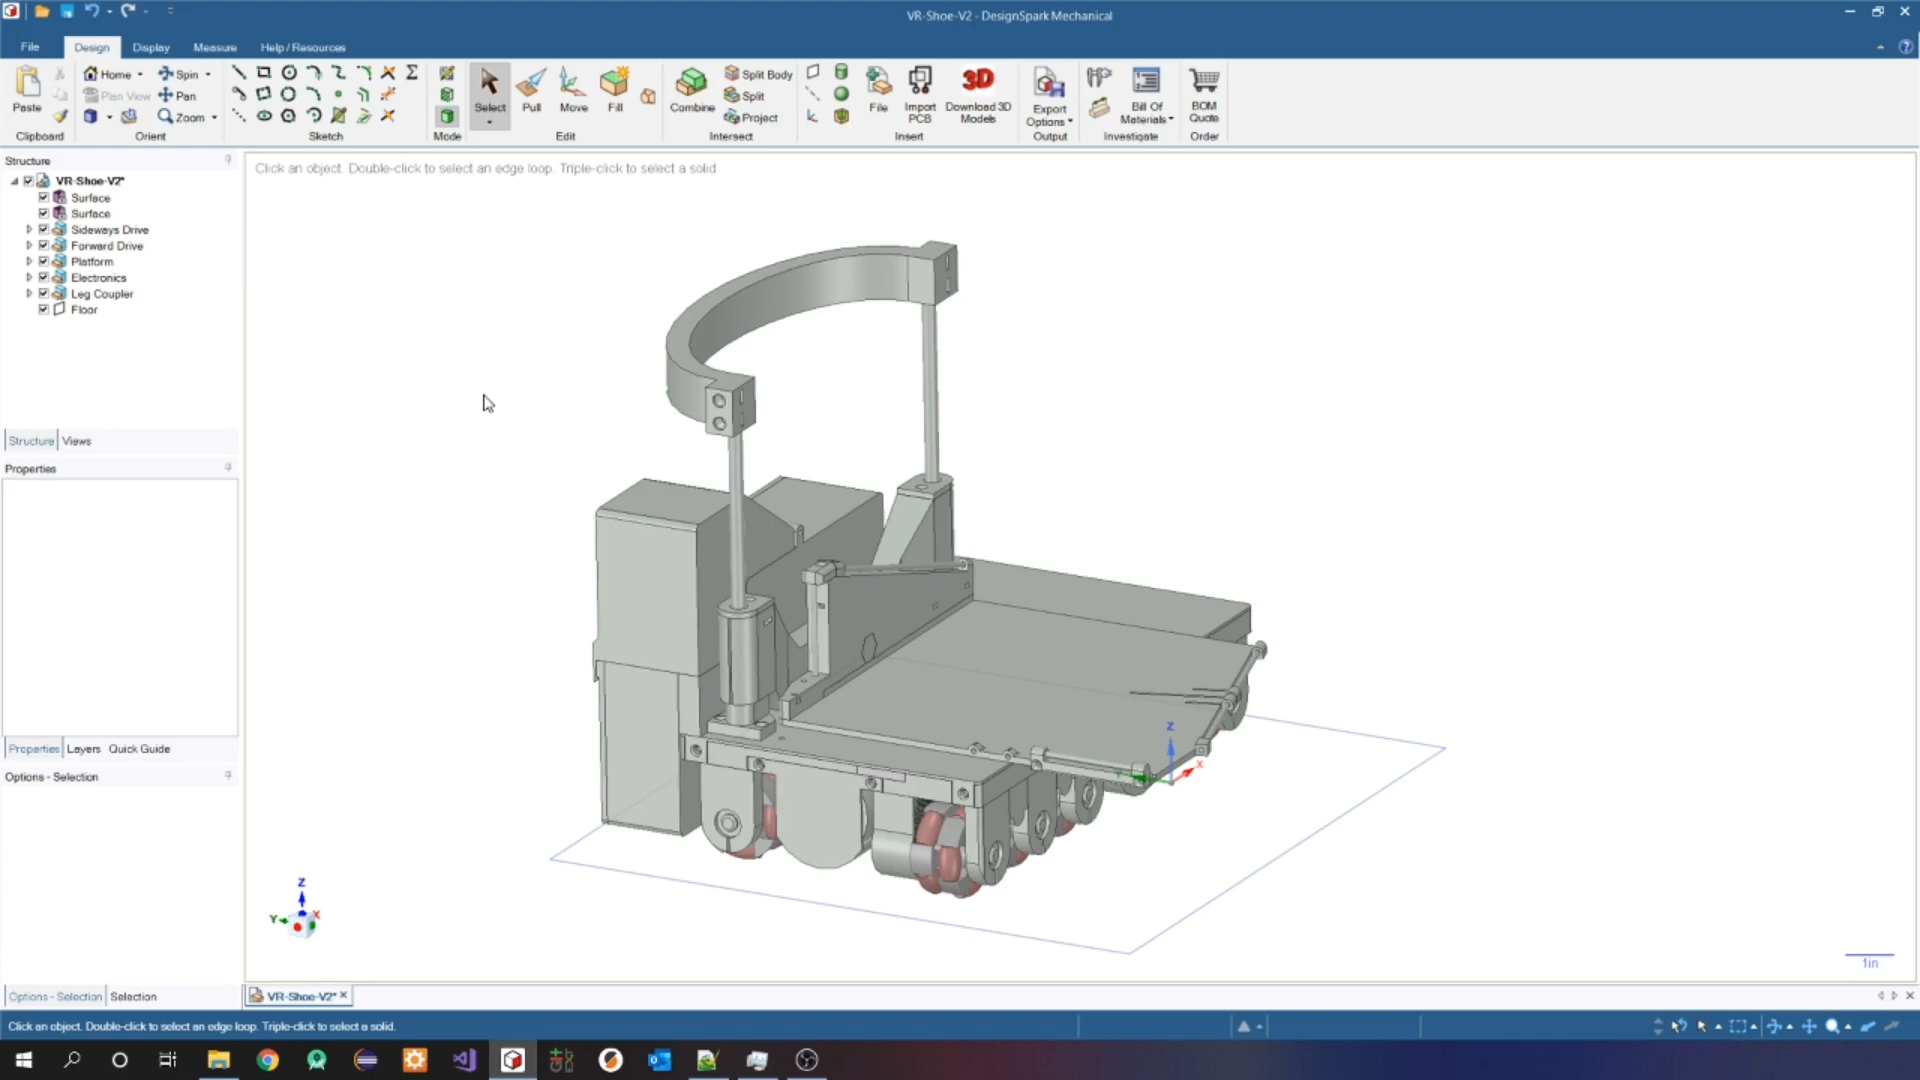 VR-Shoe-V2 - DesignSpark Mechanical
File Design Display Measure Help / Resources
Paste Home Plan View Spin Pan Zoom Select Pull Move Fill Combine Split Body Split Project File Import PCB Download 3D Models Export Options Bill Of Materials BOM Quote
3D
Clipboard Orient Sketch Mode Edit Intersect Insert Output Investigate Order
Structure
VR-Shoe-V2*
Surface
Surface
Sideways Drive
Forward Drive
Platform
Electronics
Leg Coupler
Floor
Structure Views
Properties
Properties Layers Quick Guide
Options - Selection
Options - Selection Selection
Click an object. Double-click to select an edge loop. Triple-click to select a solid.
Z
Y X
Z
Y X
1in
VR-Shoe-V2*
Click an object. Double-click to select an edge loop. Triple-click to select a solid.